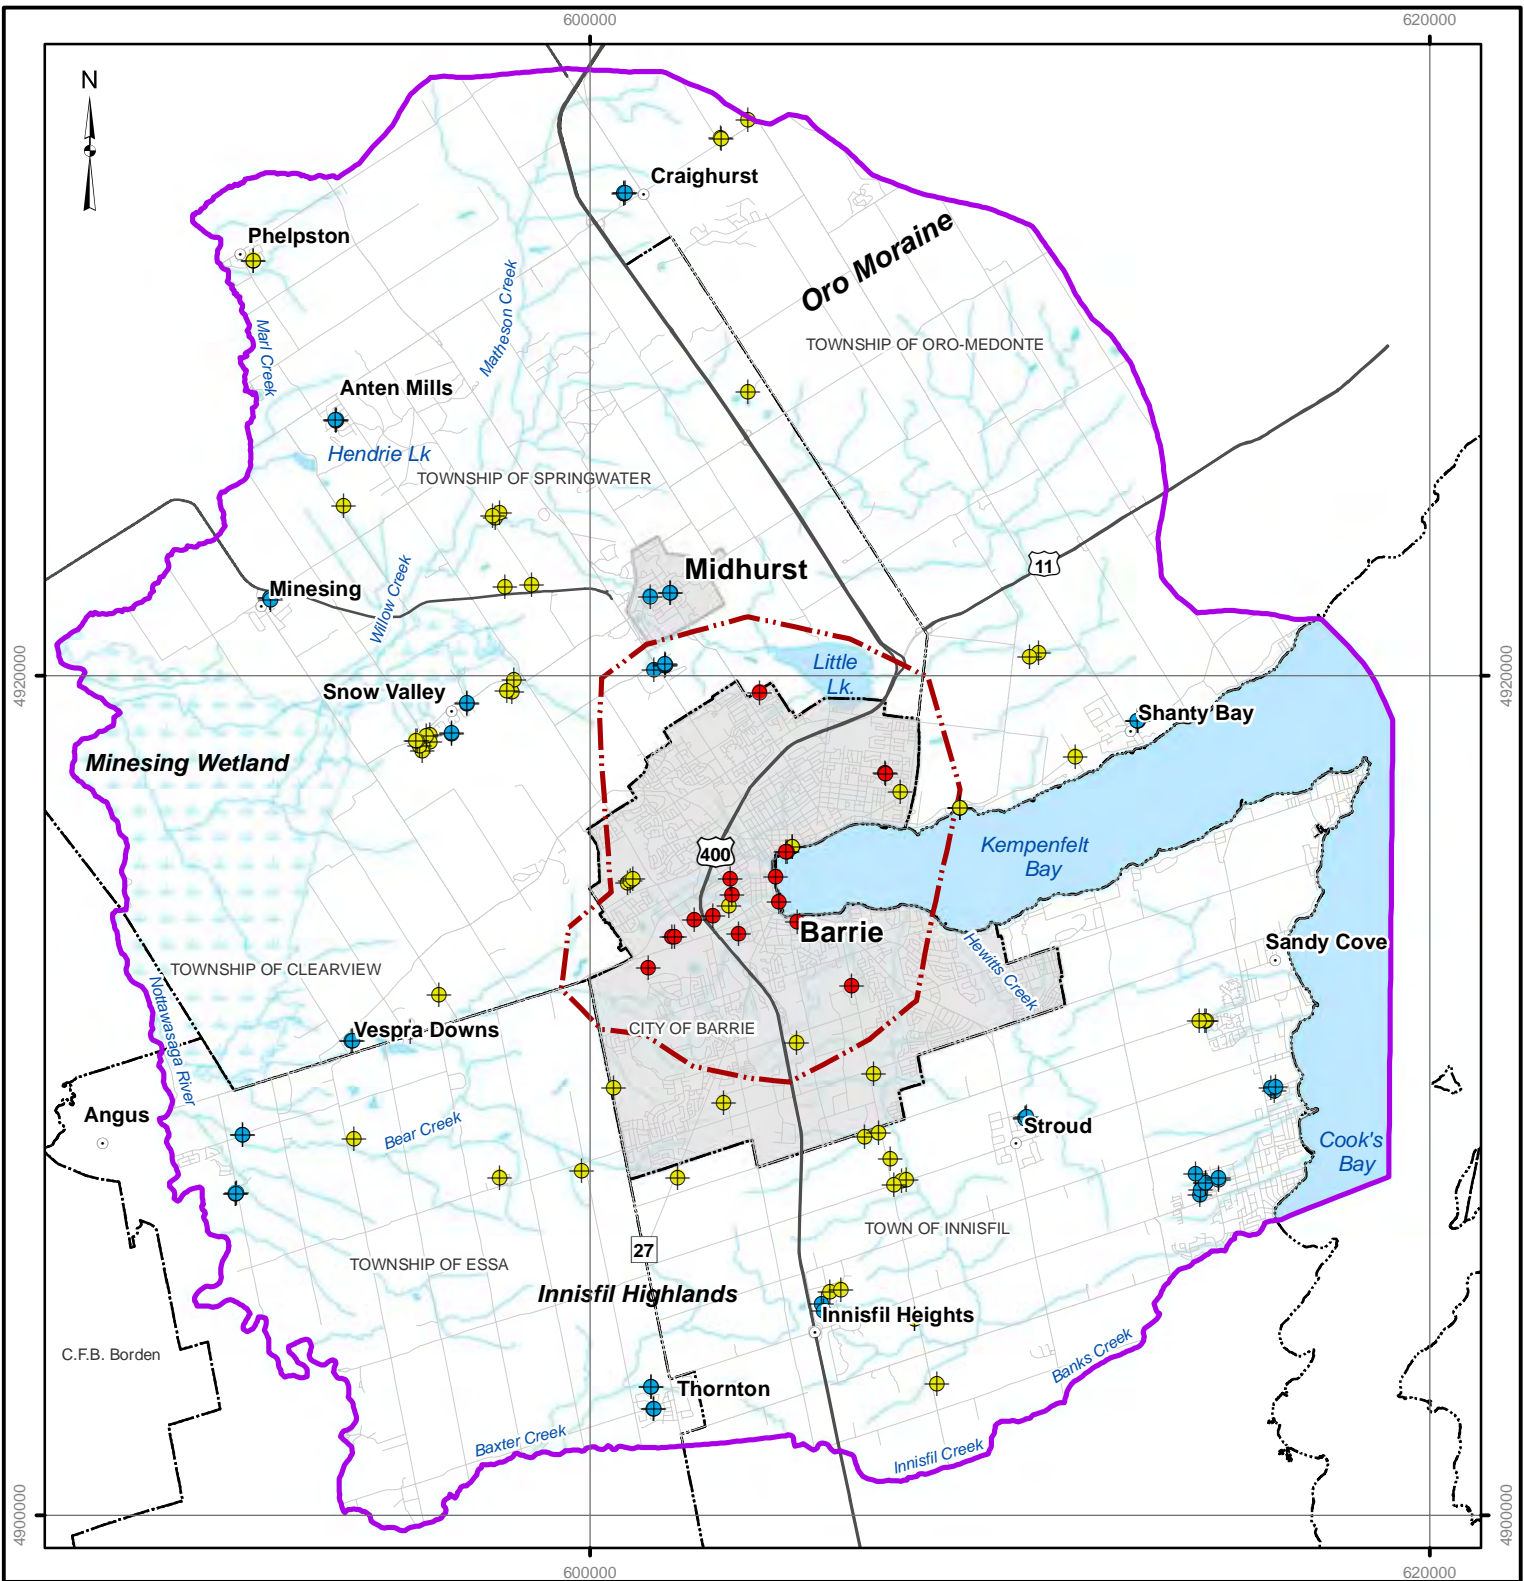 600000
620000
N
Craighurst
Phelpston
Oro Moraine
Matheson Creek
Marl Creek
TOWNSHIP OF ORO-MEDONTE
Anten Mills
Hendrie Lk
TOWNSHIP OF SPRINGWATER
11
Midhurst
Minesing
Willow Creek
4920000
4920000
Little
Lk.
Snow Valley
Shanty Bay
Minesing Wetland
400
Kempenfelt
Bay
Barrie
Sandy Cove
Hewitts Creek
TOWNSHIP OF CLEARVIEW
Nottawasaga River
CITY OF BARRIE
Vespra Downs
Angus
Bear Creek
Stroud
Cook's
Bay
TOWN OF INNISFIL
27
TOWNSHIP OF ESSA
Innisfil Highlands
Innisfil Heights
C.F.B. Borden
Banks Creek
Thornton
Baxter Creek
Innisfil Creek
4900000
4900000
600000
620000